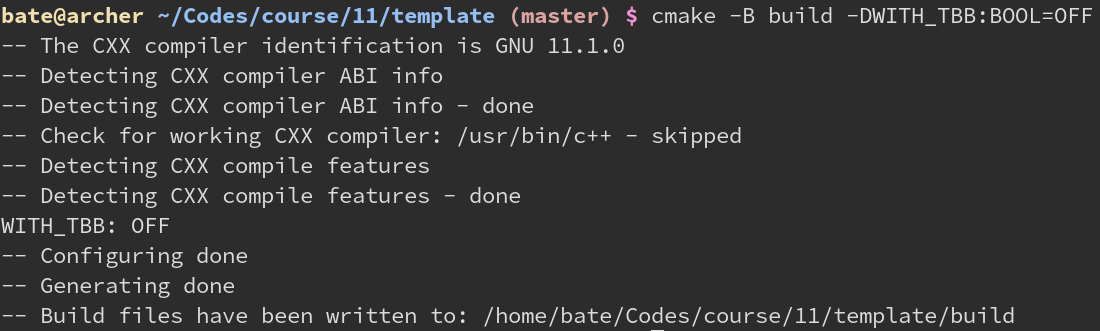 bate@archer ~/Codes/course/11/template (master) $ cmake -B build -DWITH_TBB:BOOL=OFF
-- The CXX compiler identification is GNU 11.1.0
-- Detecting CXX compiler ABI info
-- Detecting CXX compiler ABI info - done
-- Check for working CXX compiler: /usr/bin/c++ - skipped
-- Detecting CXX compile features
-- Detecting CXX compile features - done
WITH_TBB: OFF
-- Configuring done
-- Generating done
-- Build files have been written to: /home/bate/Codes/course/11/template/build